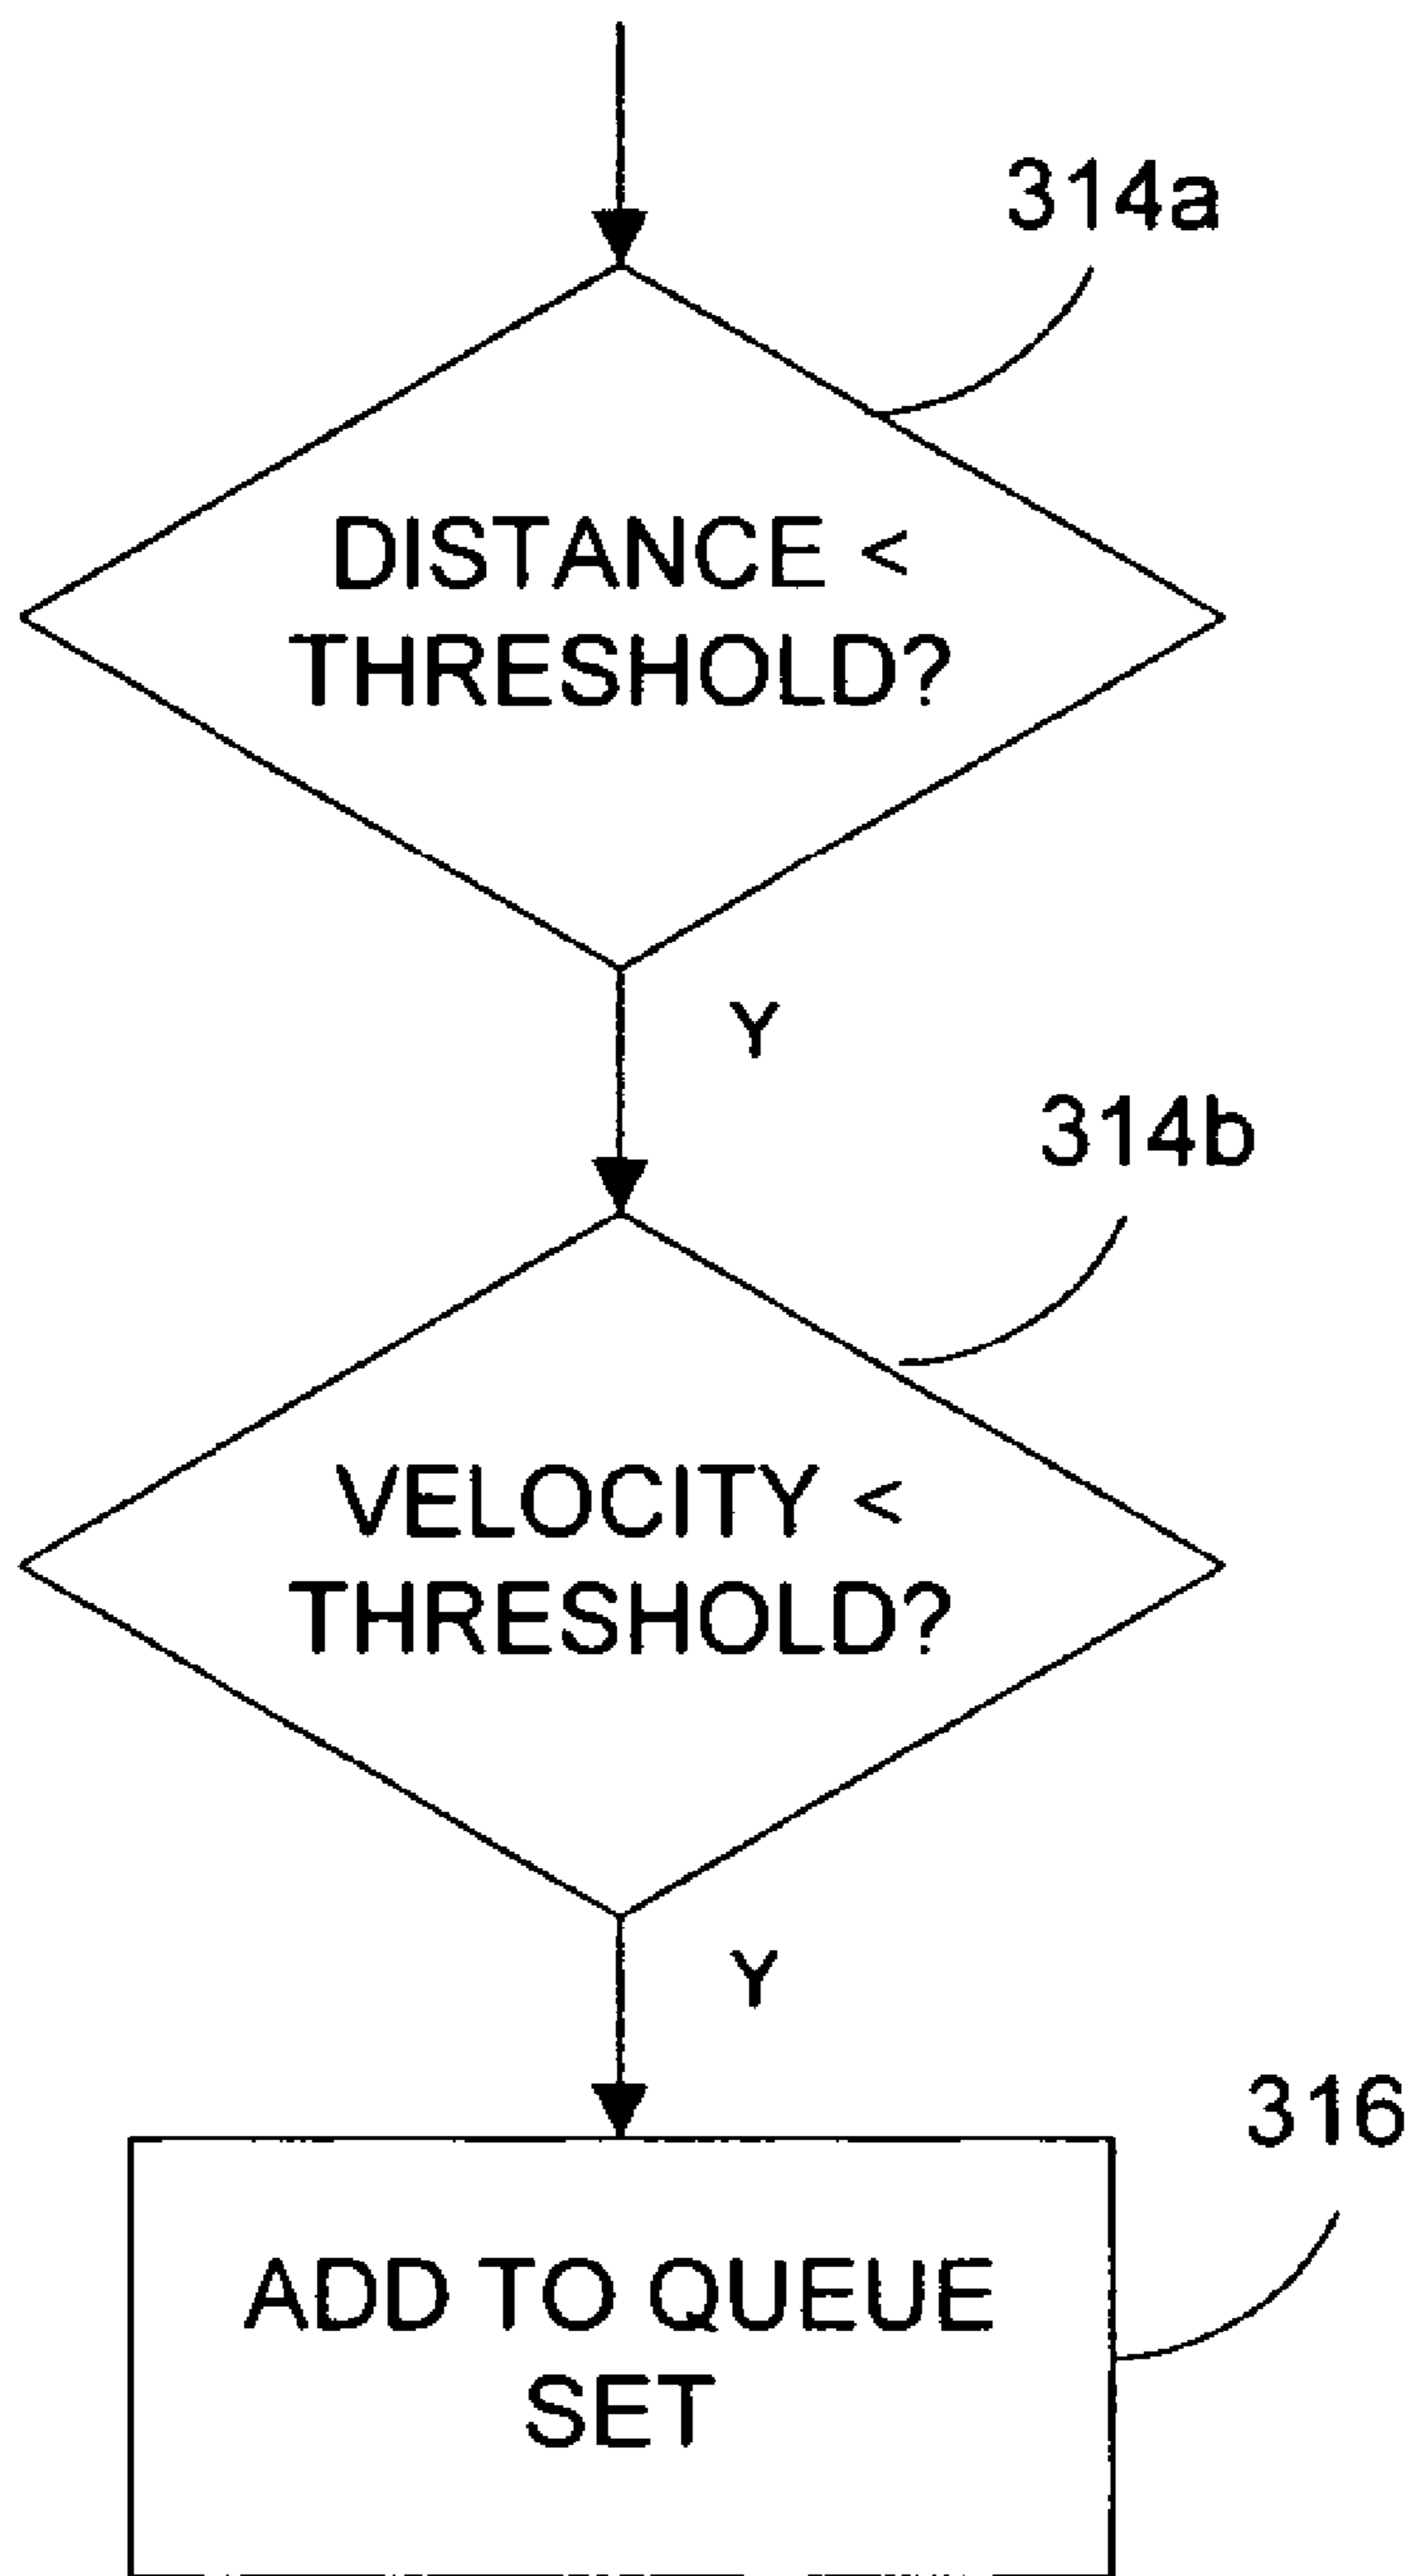 314a
DISTANCE <
THRESHOLD?
Y
314b
VELOCITY <
THRESHOLD?
Y
316
ADD TO QUEUE
SET